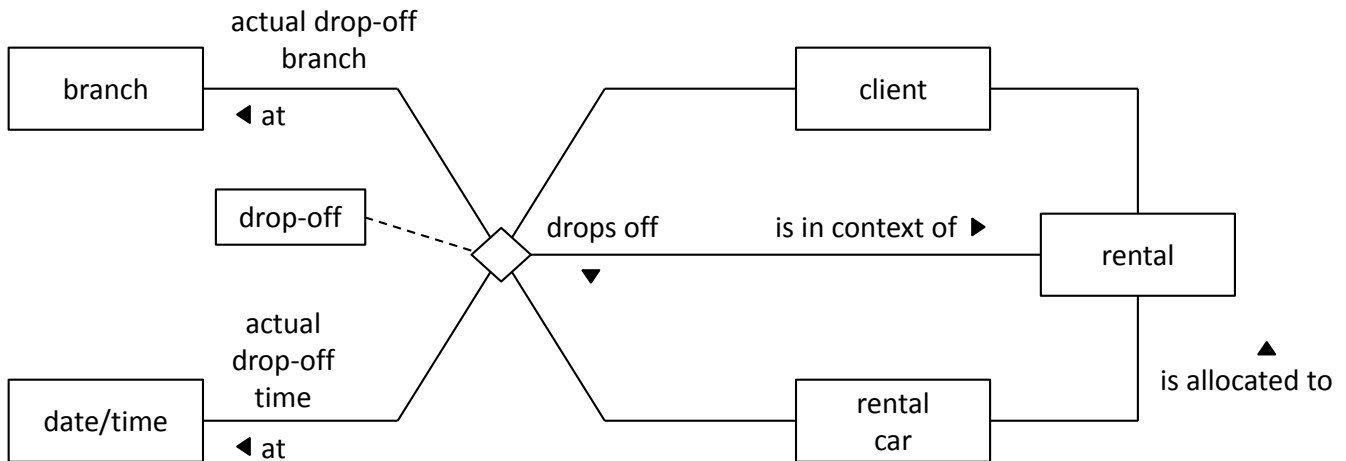 actual drop-off
branch
branch
◄ at
client
drop-off
drops off
▼
is in context of ►
rental
actual
drop-off
time
▲
is allocated to
date/time
◄ at
rental
car